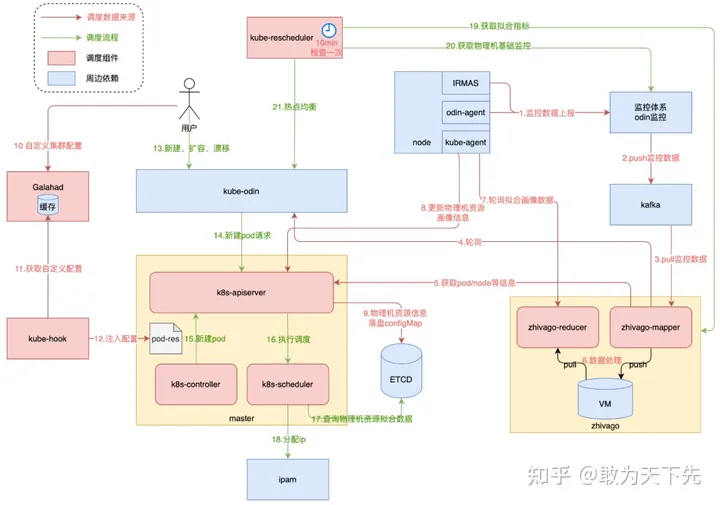 调度数据来源
调度流程
调度组件
周边依赖
kube-rescheduler
10min
检查一次
19.获取拟合指标
20.获取物理机基础监控
用户
21.热点均衡
IRMAS
odin-agent
node
kube-agent
1.监控数据上报
监控体系
odin监控
10 自定义集群配置
13.新建、扩容、漂移
2.push监控数据
Galahad
缓存
kube-odin
kafka
8.更新物理机资源
画像信息
7.轮询拟合画像数据
14.新建pod请求
4.轮询
3.pull监控数据
11.获取自定义配置
k8s-apiserver
5.获取pod/node等信息
9.物理机资源信息
落盘configMap
kube-hook
12.注入配置
pod-res
15.新建pod
16.执行调度
zhivago-reducer
zhivago-mapper
6.数据处理
pull
push
k8s-controller
k8s-scheduler
ETCD
VM
master
17.查询物理机资源拟合数据
zhivago
18.分配ip
ipam
知乎 @敢为天下先